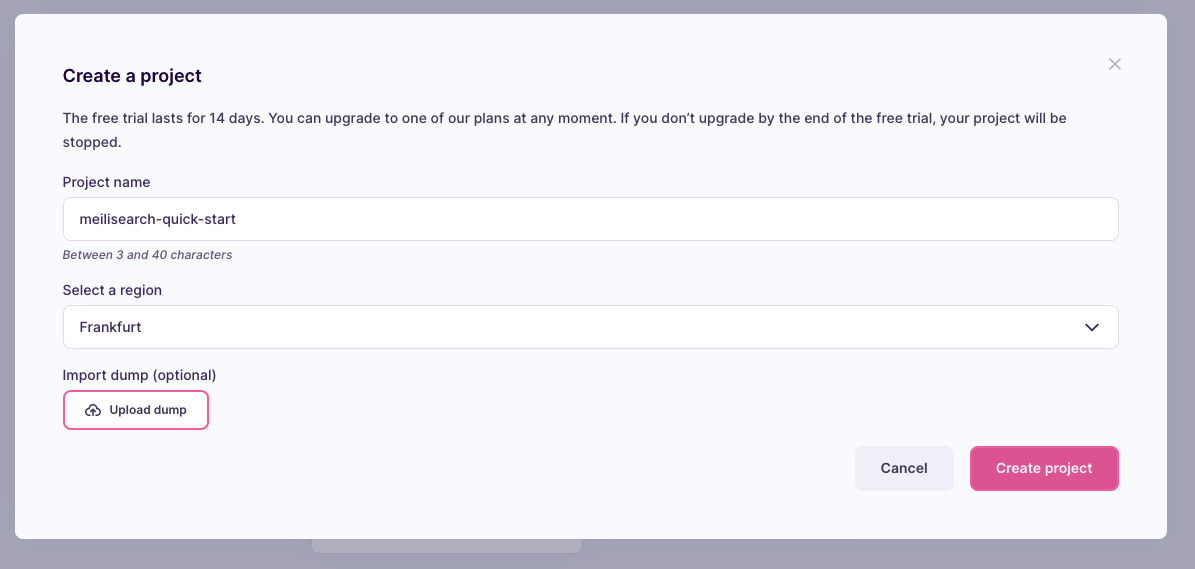 Create a project
The free trial lasts for 14 days. You can upgrade to one of our plans at any moment. If you don’t upgrade by the end of the free trial, your project will be
stopped.
Project name
meilisearch-quick-start
Between 3 and 40 characters
Select a region
Frankfurt
Import dump (optional)
Upload dump
Cancel
Create project